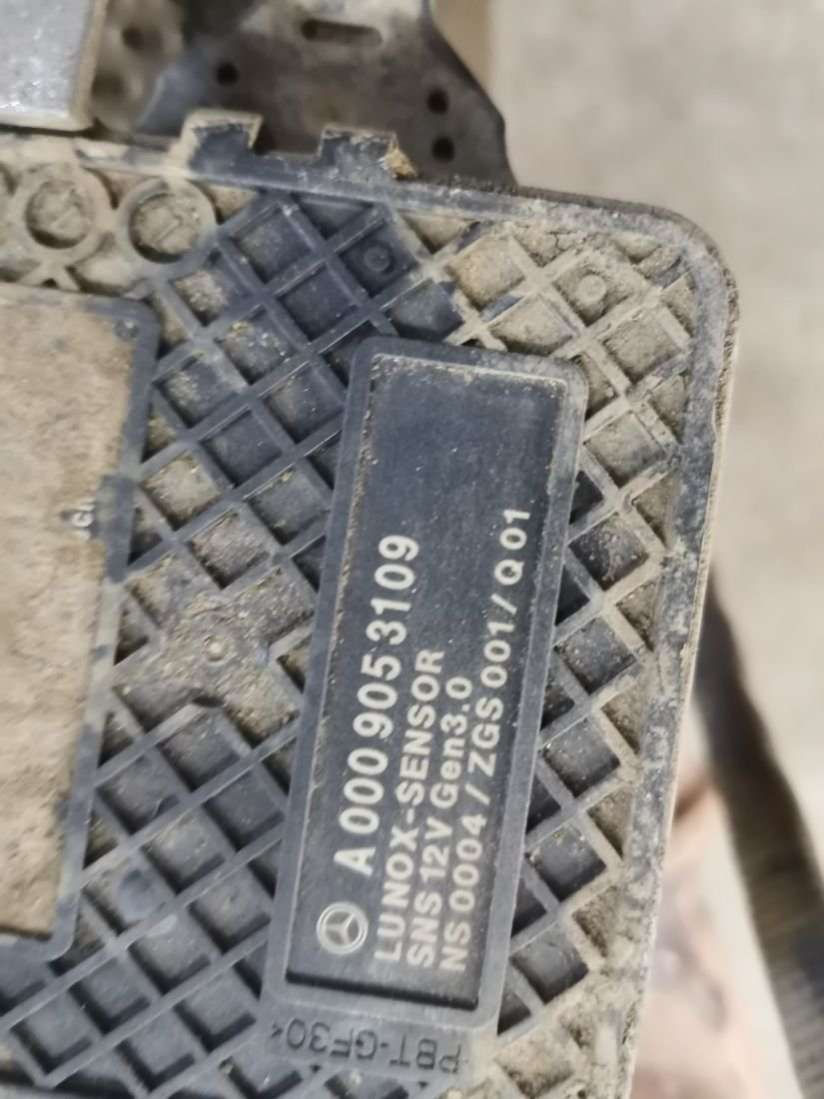 A 000 905 3109
LU NOX-SENSOR
SNS 12V Gen3.0
NS 0004/ZGS 001/Q 01
PBT-GF30<